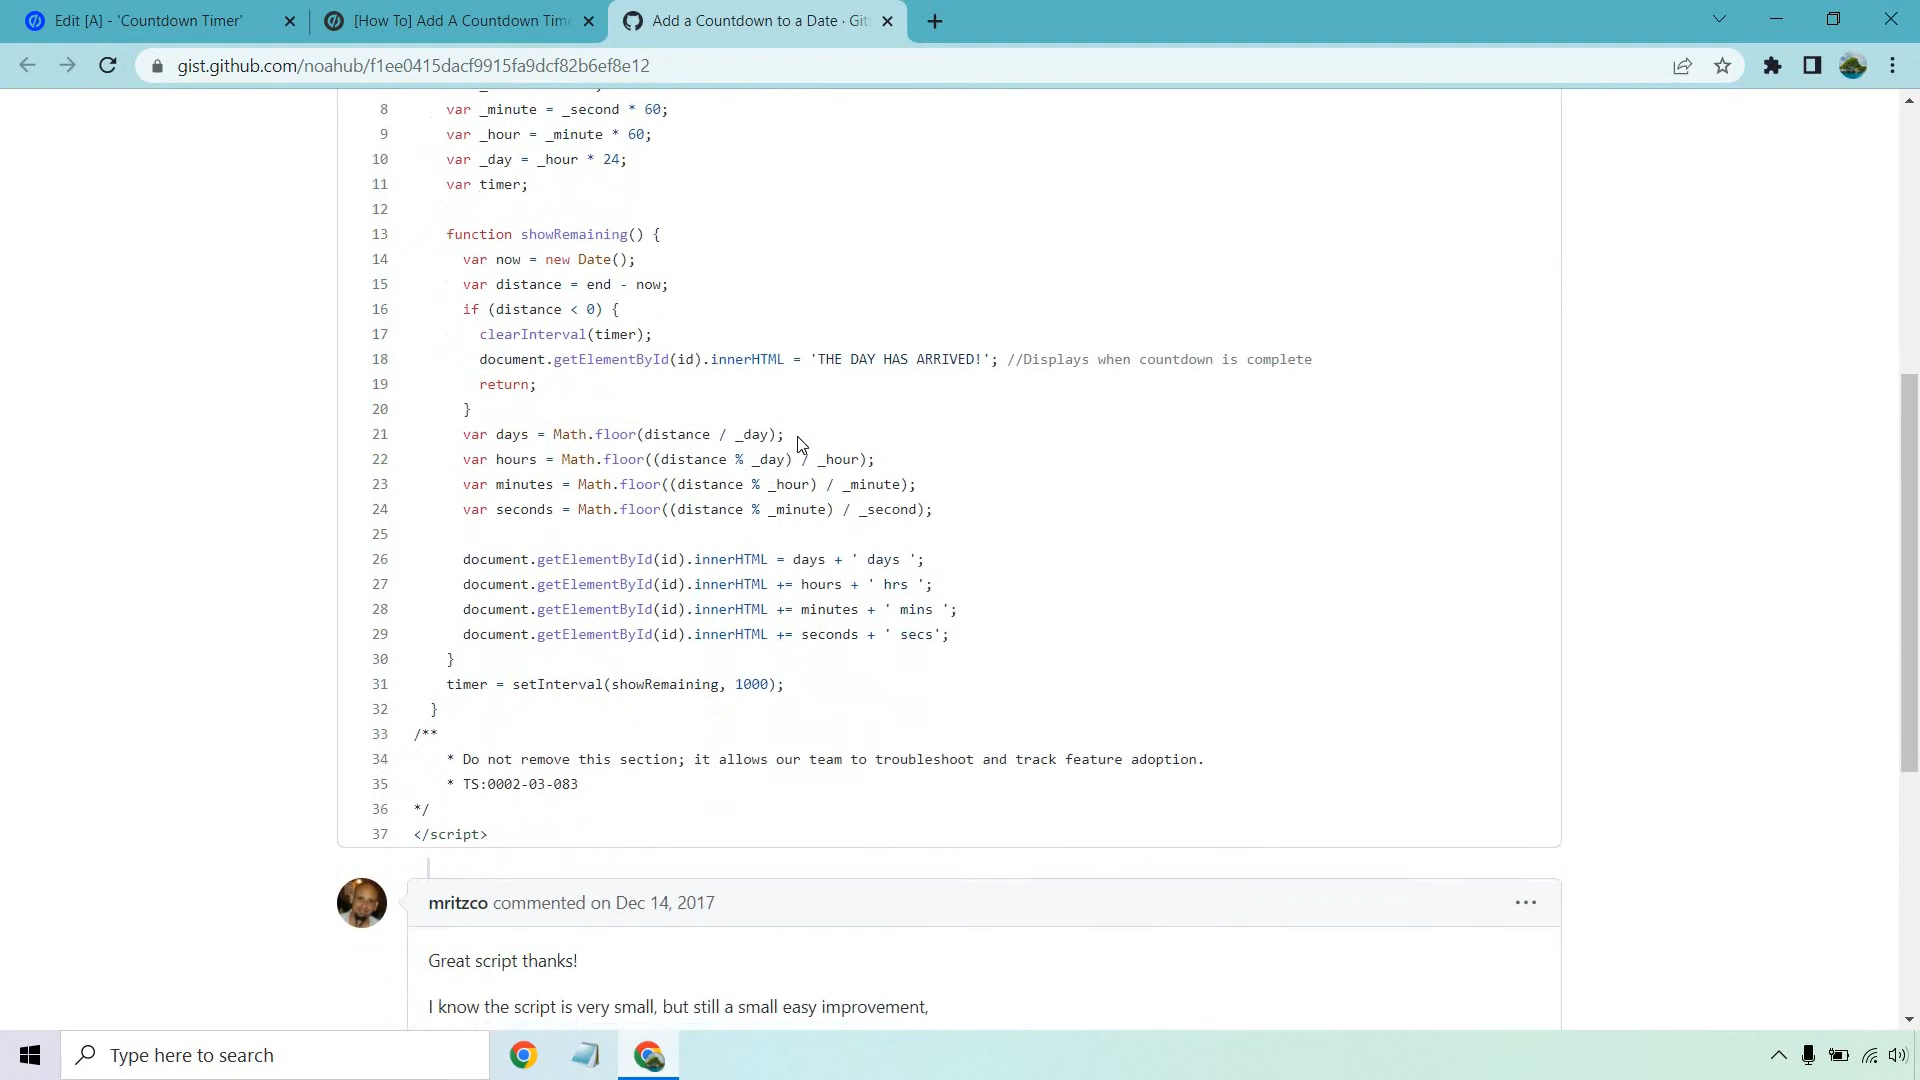 Edit [A] - 'Countdown Timer'
[How To] Add A Countdown Tim
Add a Countdown to a Date · Git
gist.github.com/noahub/f1ee0415dacf9915fa9dcf82b6ef8e12
8 var _minute = _second * 60;
9 var _hour = _minute * 60;
10 var _day = _hour * 24;
11 var timer;
12
13 function showRemaining() {
14 var now = new Date();
15 var distance = end - now;
16 if (distance < 0) {
17 clearInterval(timer);
18 document.getElementById(id).innerHTML = 'THE DAY HAS ARRIVED!'; //Displays when countdown is complete
19 return;
20 }
21 var days = Math.floor(distance / _day);
22 var hours = Math.floor((distance % _day) / _hour);
23 var minutes = Math.floor((distance % _hour) / _minute);
24 var seconds = Math.floor((distance % _minute) / _second);
25
26 document.getElementById(id).innerHTML = days + ' days ';
27 document.getElementById(id).innerHTML += hours + ' hrs ';
28 document.getElementById(id).innerHTML += minutes + ' mins ';
29 document.getElementById(id).innerHTML += seconds + ' secs';
30 }
31 timer = setInterval(showRemaining, 1000);
32 }
33 /**
34 * Do not remove this section; it allows our team to troubleshoot and track feature adoption.
35 * TS:0002-03-083
36 */
37 </script>
mritzco commented on Dec 14, 2017
Great script thanks!
I know the script is very small, but still a small easy improvement,
Type here to search